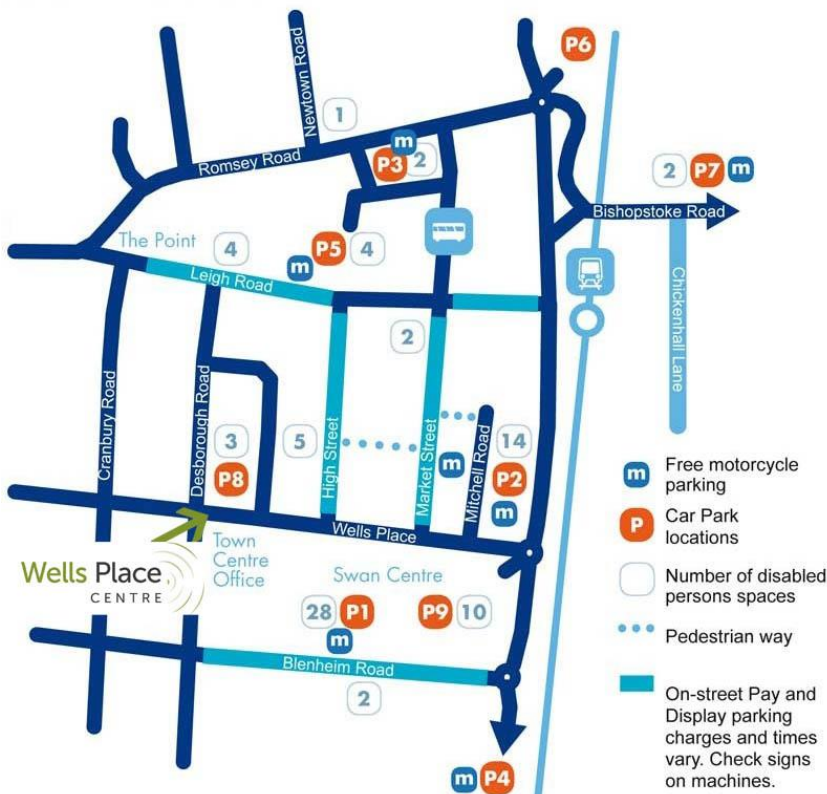 P6
Newtown Road
1
m
Romsey Road
P3
2
2
P7
m
Bishopstoke Road
The Point
4
P5
4
m
Leigh Road
Chickenhall Lane
2
Cranbury Road
Desborough Road
3
P8
5
High Street
Market Street
m
Mitchell Road
14
P2
m
Wells Place
Town
Centre
Office
Wells Place
CENTRE
Swan Centre
28
P1
P9
10
m
Blenheim Road
2
m
P4
m
Free motorcycle
parking
P
Car Park
locations
Number of disabled
persons spaces
Pedestrian way
On-street Pay and
Display parking
charges and times
vary. Check signs
on machines.